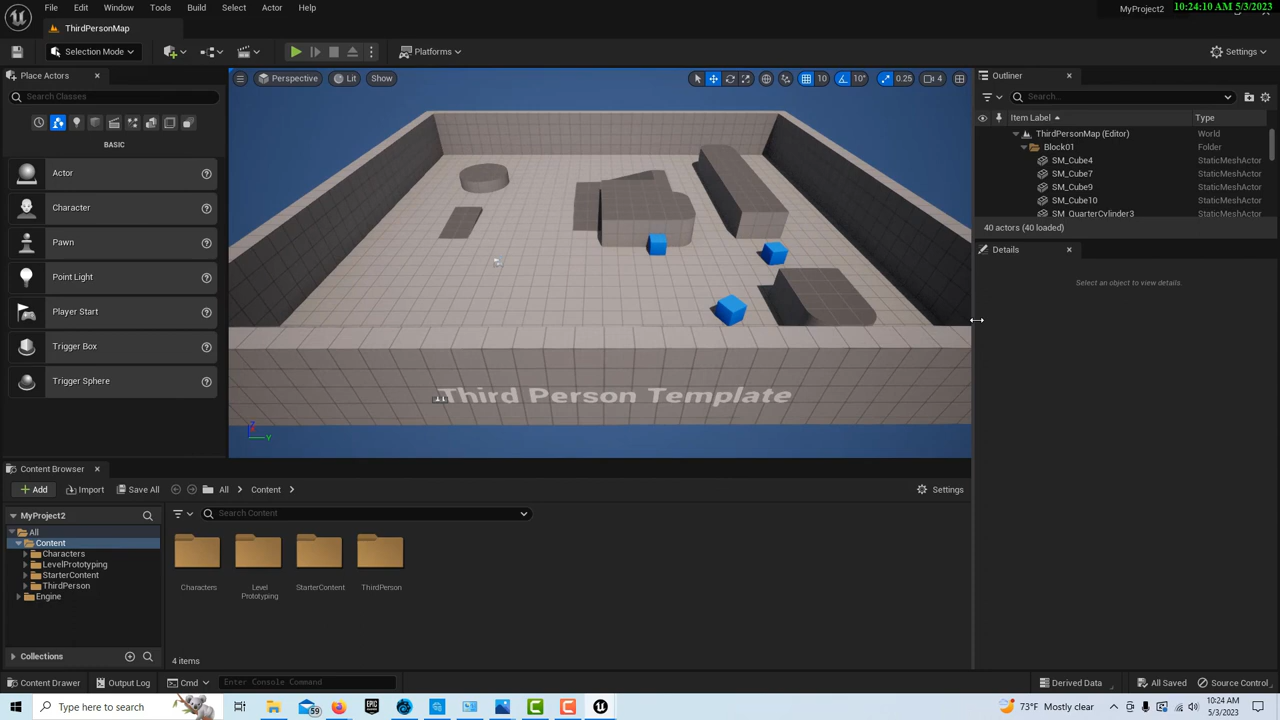 File Edit Window Tools Build Select Actor Help
MyProject2 10:24:10 AM 5/3/2023
ThirdPersonMap
Selection Mode Platforms Settings
Place Actors
Search Classes
BASIC
Actor
Character
Pawn
Point Light
Player Start
Trigger Box
Trigger Sphere
Perspective Lit Show 10 10° 0.25 4
Third Person Template
Outliner
Search...
Item Label Type
ThirdPersonMap (Editor) World
Block01 Folder
SM_Cube4 StaticMeshActor
SM_Cube7 StaticMeshActor
SM_Cube9 StaticMeshActor
SM_Cube10 StaticMeshActor
SM_QuarterCylinder3 StaticMeshActor
40 actors (40 loaded)
Details
Select an object to view details.
Content Browser
Add Import Save All All Content Settings
MyProject2
Search Content
All
Content
Characters
LevelPrototyping
StarterContent
ThirdPerson
Engine
Characters
Level Prototyping
StarterContent
ThirdPerson
Collections
4 items
Content Drawer Output Log Cmd Enter Console Command Derived Data All Saved Source Control
Type here to search 59 EPIC 73°F Mostly clear 10:24 AM
5/3/2023